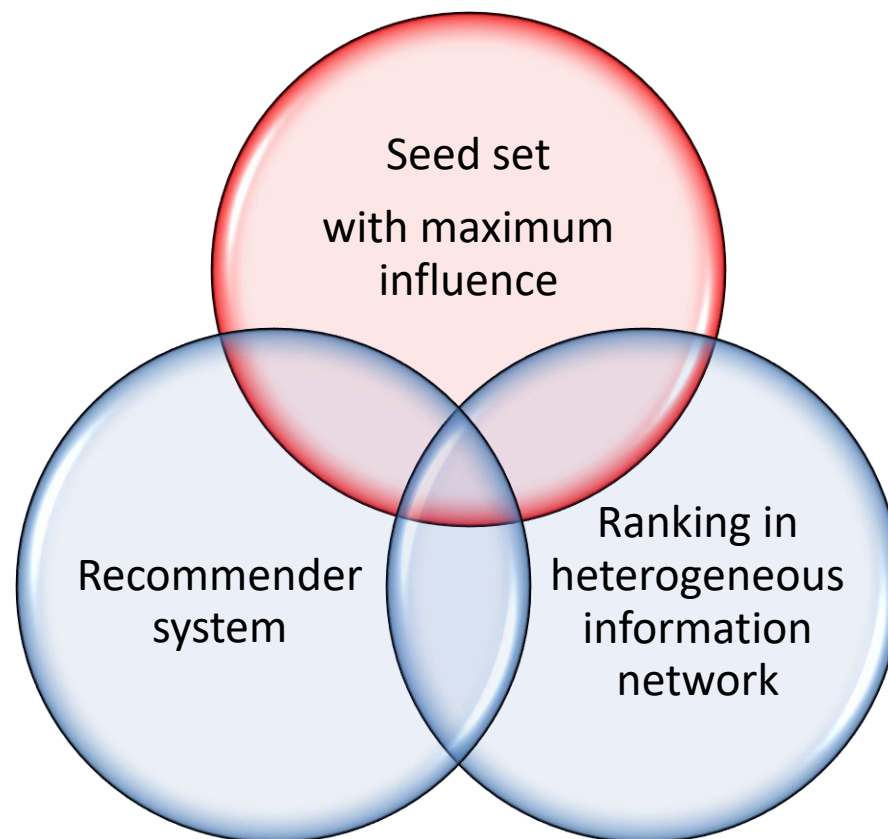 Seed set
with maximum
influence
Recommender
system
Ranking in
heterogeneous
information
network